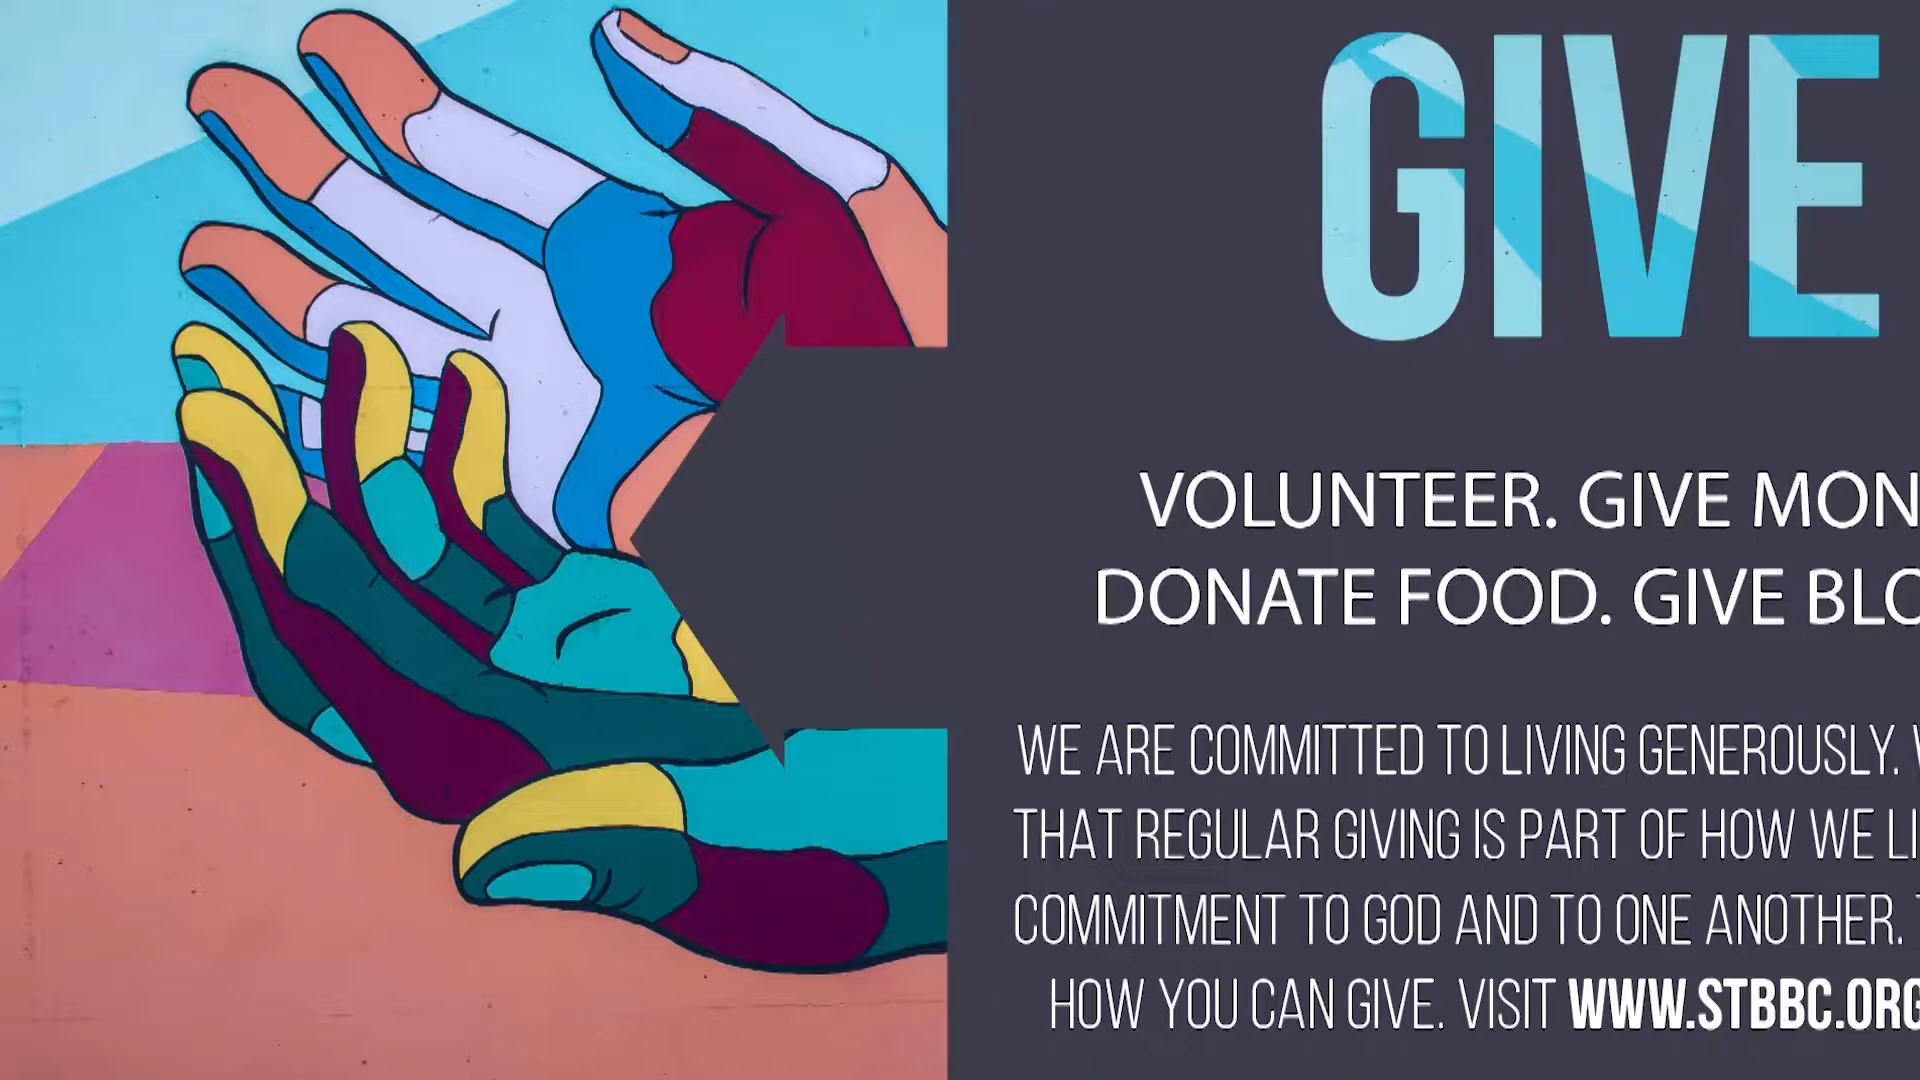 GIVE
VOLUNTEER. GIVE MON
DONATE FOOD. GIVE BLO
WE ARE COMMITTED TO LIVING GENEROUSLY.
THAT REGULAR GIVING IS PART OF HOW WE LI
COMMITMENT TO GOD AND TO ONE ANOTHER.
HOW YOU CAN GIVE. VISIT WWW.STBBC.ORG